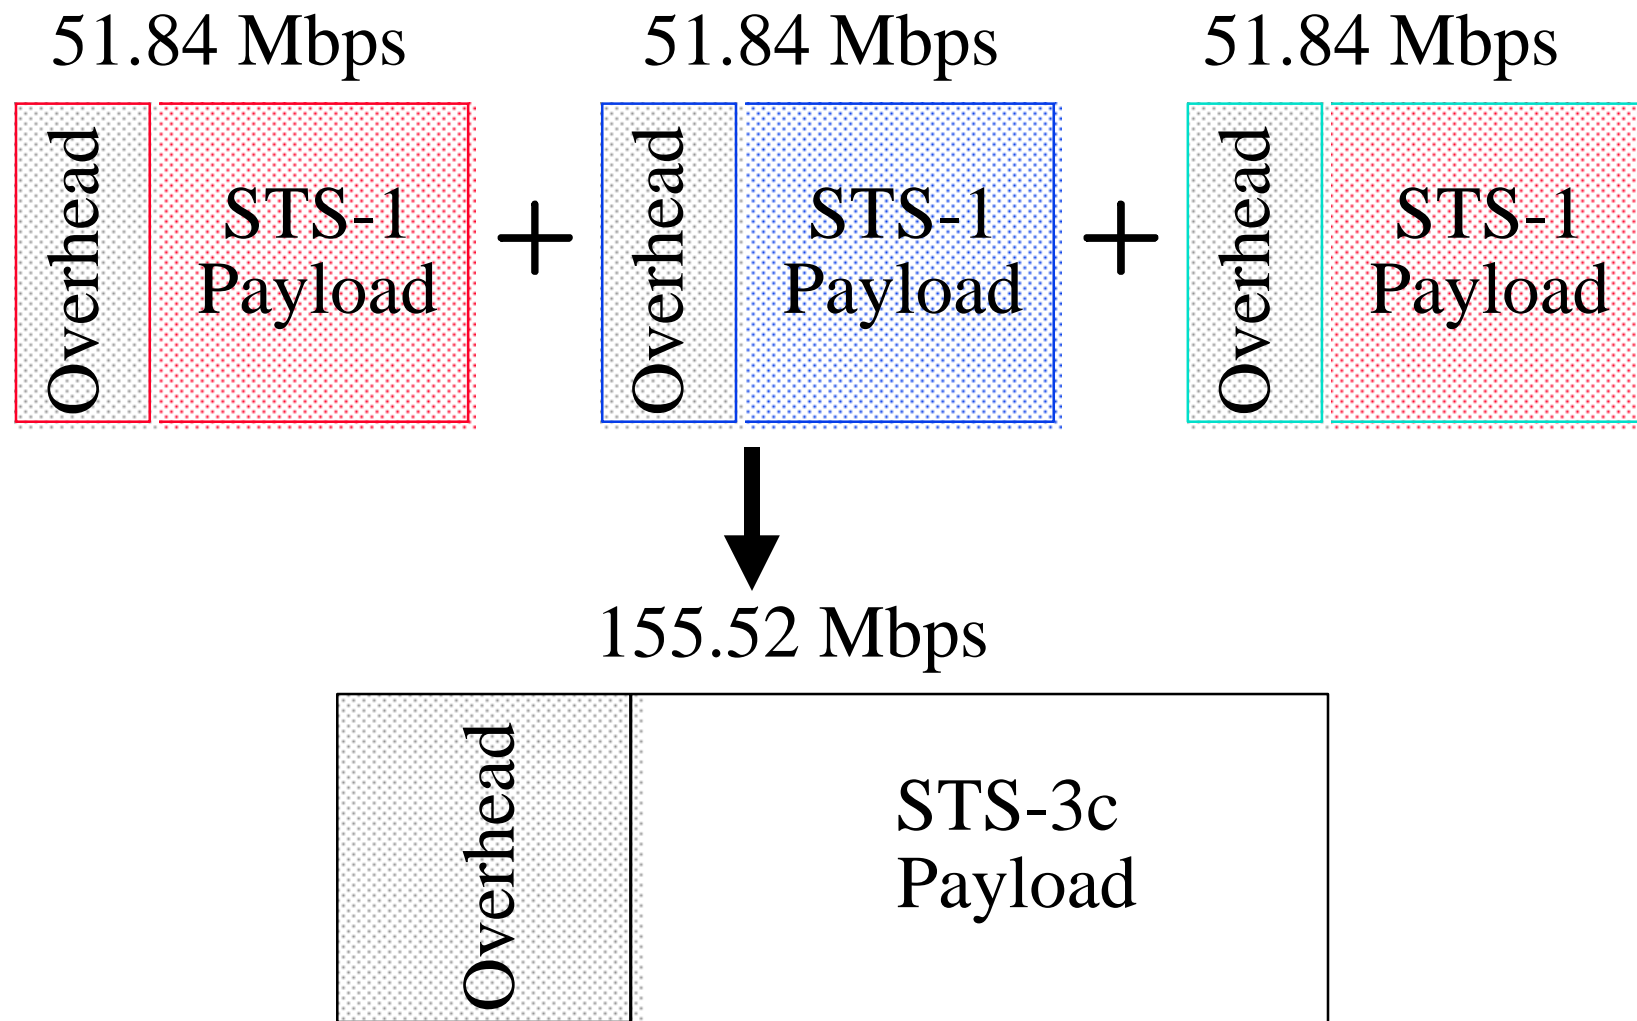 51.84 Mbps 51.84 Mbps 51.84 Mbps
Overhead
STS-1
Payload
+
Overhead
STS-1
Payload
+
Overhead
STS-1
Payload
155.52 Mbps
Overhead
STS-3c
Payload